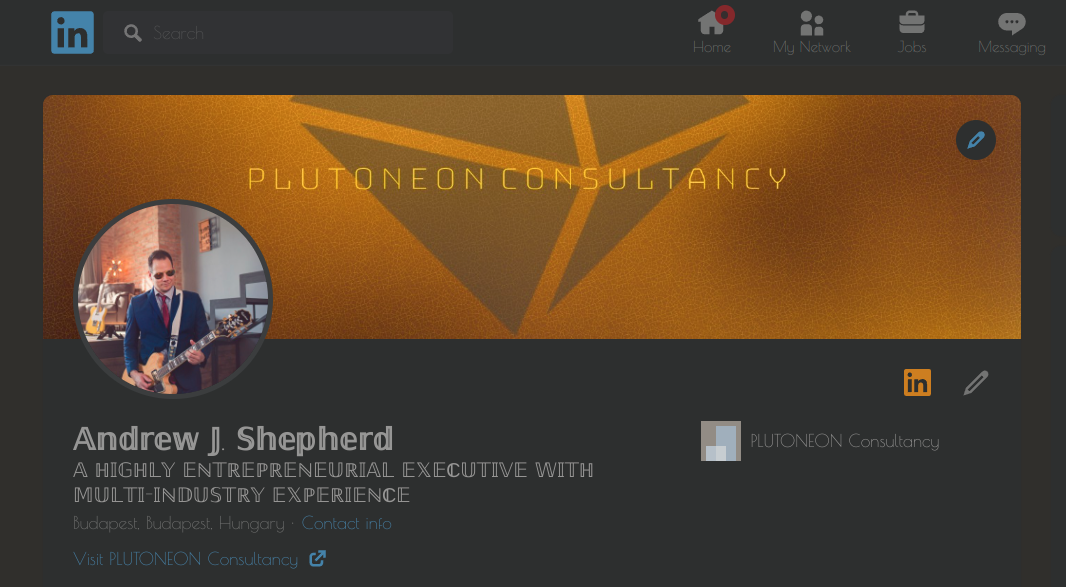 in
Search
Home
My Network
Jobs
Messaging
PLUTONEON CONSULTANCY
in
Andrew J. Shepherd
PLUTONEON Consultancy
A HIGHLY ENTREPRENEURIAL EXECUTIVE WITH
MULTI-INDUSTRY EXPERIENCE
Budapest, Budapest, Hungary · Contact info
Visit PLUTONEON Consultancy